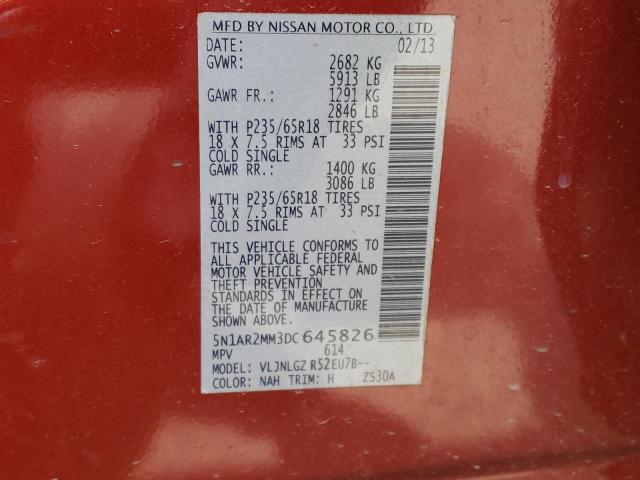 MFD BY NISSAN MOTOR CO., LTD.
DATE: 02/13
GVWR: 2682 KG
5913 LB
GAWR FR.: 1291 KG
2846 LB
WITH P235/65R18 TIRES
18 X 7.5 RIMS AT 33 PSI
COLD SINGLE
GAWR RR.: 1400 KG
3086 LB
WITH P235/65R18 TIRES
18 X 7.5 RIMS AT 33 PSI
COLD SINGLE
THIS VEHICLE CONFORMS TO
ALL APPLICABLE FEDERAL
MOTOR VEHICLE SAFETY AND
THEFT PREVENTION
STANDARDS IN EFFECT ON
THE DATE OF MANUFACTURE
SHOWN ABOVE.
5N1AR2MM3DC645826
MPV 614
MODEL: VLJNLGZ R52EU7B--
COLOR: NAH TRIM: H ZS30A